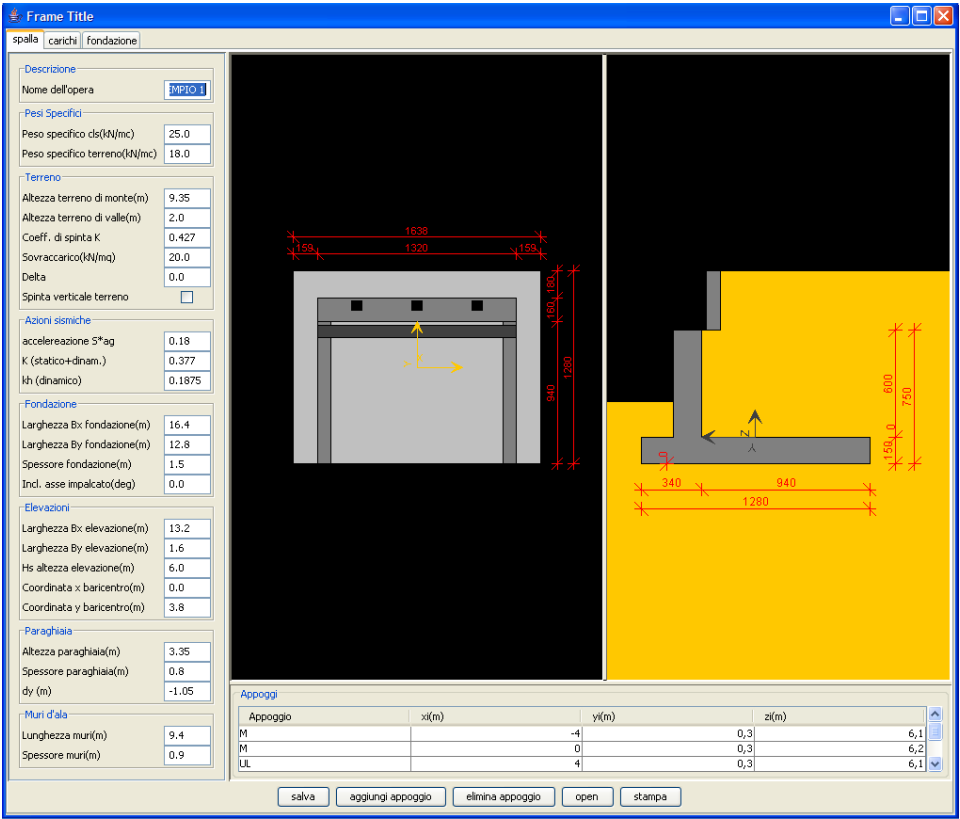 Frame Title
spalla carichi fondazione
Descrizione
Nome dell'opera EMPIO 1
Pesi Specifici
Peso specifico cls(kN/mc) 25.0
Peso specifico terreno(kN/mc) 18.0
Terreno
Altezza terreno di monte(m) 9.35
Altezza terreno di valle(m) 2.0
Coeff. di spinta K 0.427
Sovraccarico(kN/mq) 20.0
Delta 0.0
Spinta verticale terreno
Azioni sismiche
accelereazione S*ag 0.18
K (statico+dinam.) 0.377
kh (dinamico) 0.1875
Fondazione
Larghezza Bx fondazione(m) 16.4
Larghezza By fondazione(m) 12.8
Spessore fondazione(m) 1.5
Incl. asse impalcato(deg) 0.0
Elevazioni
Larghezza Bx elevazione(m) 13.2
Larghezza By elevazione(m) 1.6
Hs altezza elevazione(m) 6.0
Coordinata x baricentro(m) 0.0
Coordinata y baricentro(m) 3.8
Paraghiaia
Altezza paraghiaia(m) 3.35
Spessore paraghiaia(m) 0.8
dy (m) -1.05
Muri d'ala
Lunghezza muri(m) 9.4
Spessore muri(m) 0.9
1638
159 1320 159
180
160
940
1280
X
600
750
0
159
Z
Y
0
340 940
1280
Appoggi
Appoggio xi(m) yi(m) zi(m)
M -4 0,3 6,1
M 0 0,3 6,2
UL 4 0,3 6,1
salva aggiungi appoggio elimina appoggio open stampa